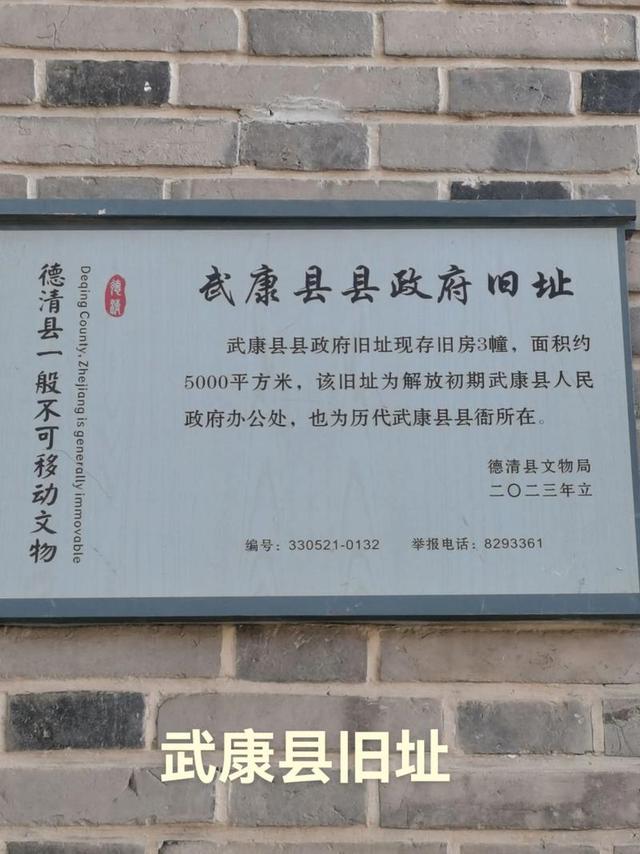 德清县一般不可移动文物
Deqing County, Zhejiang is generally immovable
德清
武康县县政府旧址
武康县县政府旧址现存旧房3幢，面积约
5000平方米，该旧址为解放初期武康县人民
政府办公处，也为历代武康县县衙所在。
德清县文物局
二〇二三年立
编号：330521-0132 举报电话：8293361
武康县旧址